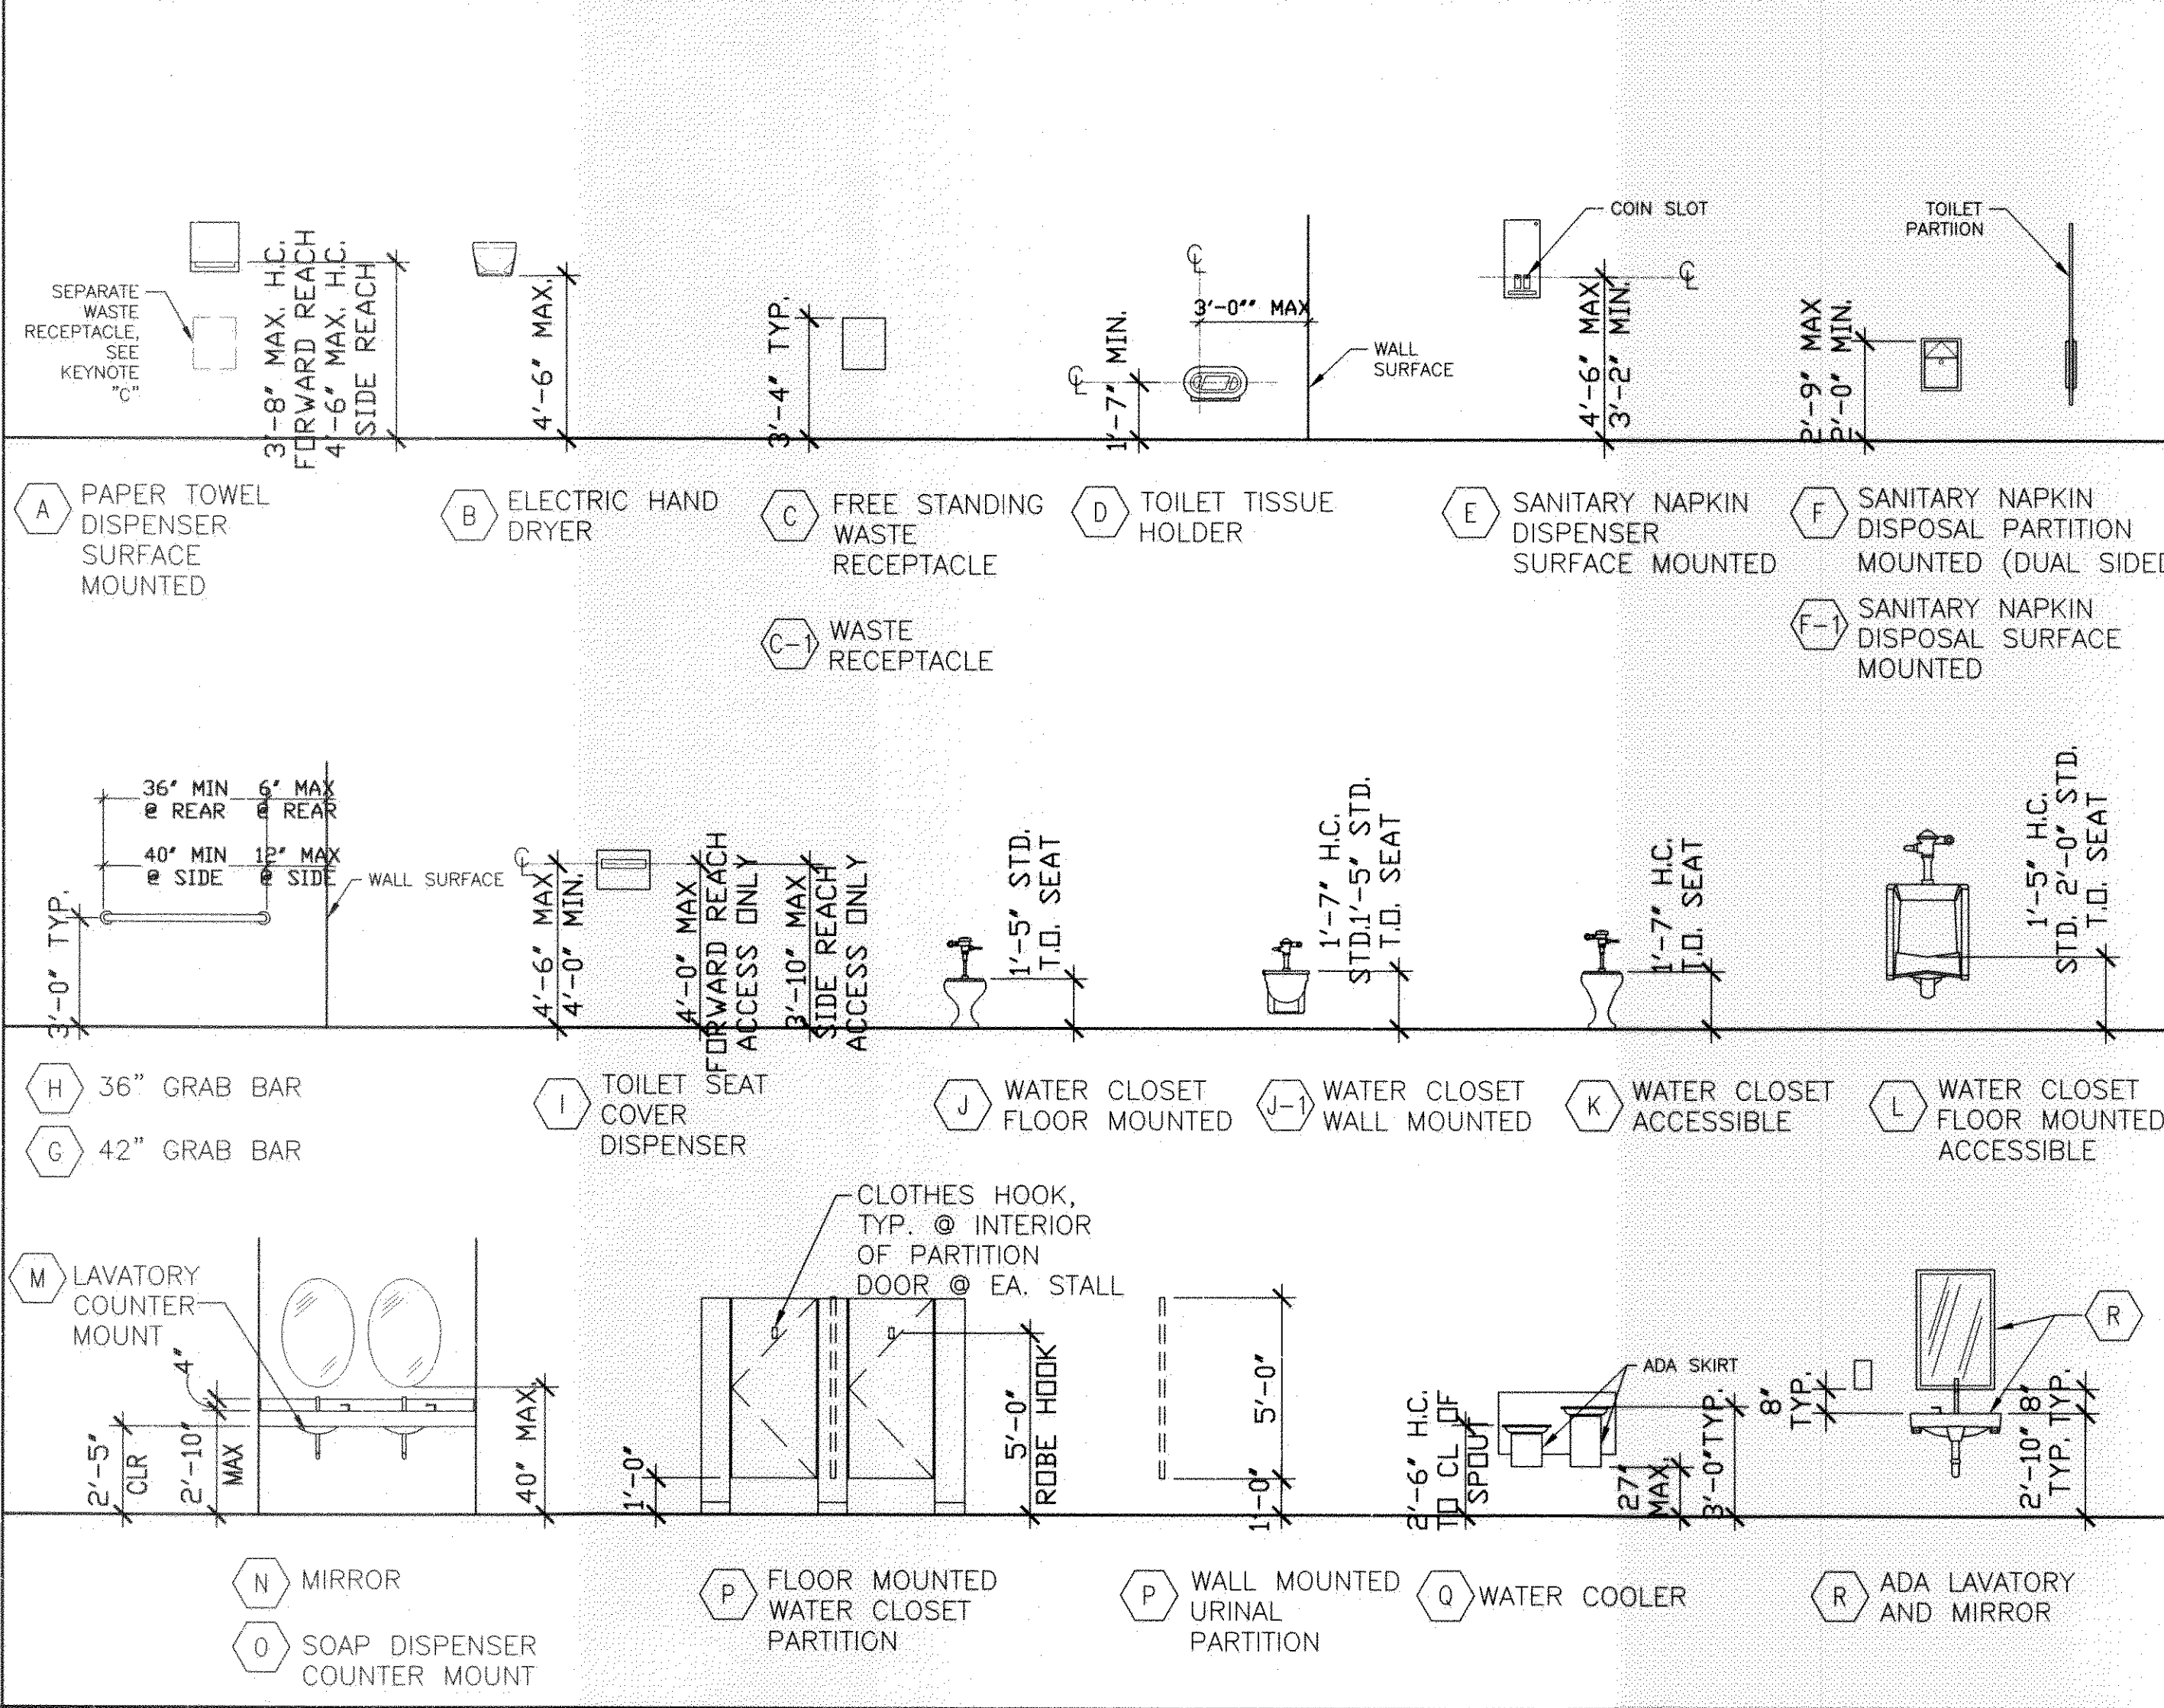 SEPARATE
WASTE
RECEPTACLE,
SEE
KEYNOTE
"C"
3'-8" MAX. H.C.
FORWARD REACH
4'-6" MAX. H.C.
SIDE REACH
4'-6" MAX.
3'-4" TYP.
1'-7" MIN.
3'-0"" MAX
WALL
SURFACE
COIN SLOT
4'-6" MAX
3'-2" MIN.
2'-9" MAX
2'-0" MIN.
TOILET
PARTIION
A PAPER TOWEL
DISPENSER
SURFACE
MOUNTED
B ELECTRIC HAND
DRYER
C FREE STANDING
WASTE
RECEPTACLE
C-1 WASTE
RECEPTACLE
D TOILET TISSUE
HOLDER
E SANITARY NAPKIN
DISPENSER
SURFACE MOUNTED
F SANITARY NAPKIN
DISPOSAL PARTITION
MOUNTED (DUAL SIDED
F-1 SANITARY NAPKIN
DISPOSAL SURFACE
MOUNTED
36" MIN 6" MAX
@ REAR @ REAR
40" MIN 12" MAX
@ SIDE @ SIDE
WALL SURFACE
3'-0" TYP.
4'-6" MAX
4'-0" MIN.
4'-0" MAX
FORWARD REACH
ACCESS ONLY
3'-10" MAX
SIDE REACH
ACCESS ONLY
1'-5" STD.
T.O. SEAT
1'-7" H.C.
STD.1'-5" STD.
T.O. SEAT
1'-7" H.C.
T.O. SEAT
1'-5" H.C.
STD. 2'-0" STD.
T.O. SEAT
H 36" GRAB BAR
G 42" GRAB BAR
I TOILET SEAT
COVER
DISPENSER
J WATER CLOSET
FLOOR MOUNTED
J-1 WATER CLOSET
WALL MOUNTED
K WATER CLOSET
ACCESSIBLE
L WATER CLOSET
FLOOR MOUNTED
ACCESSIBLE
M LAVATORY
COUNTER
MOUNT
4"
2'-5"
CLR
2'-10"
MAX
40" MAX.
CLOTHES HOOK,
TYP. @ INTERIOR
OF PARTITION
DOOR @ EA. STALL
1'-0"
5'-0"
ROBE HOOK
5'-0"
1'-0"
2'-6" H.C.
TO CL OF
SPOUT
ADA SKIRT
27"
MAX.
3'-0"TYP.
8"
TYP.
R
8"
TYP.
2'-10"
TYP.
N MIRROR
O SOAP DISPENSER
COUNTER MOUNT
P FLOOR MOUNTED
WATER CLOSET
PARTITION
P WALL MOUNTED
URINAL
PARTITION
Q WATER COOLER
R ADA LAVATORY
AND MIRROR